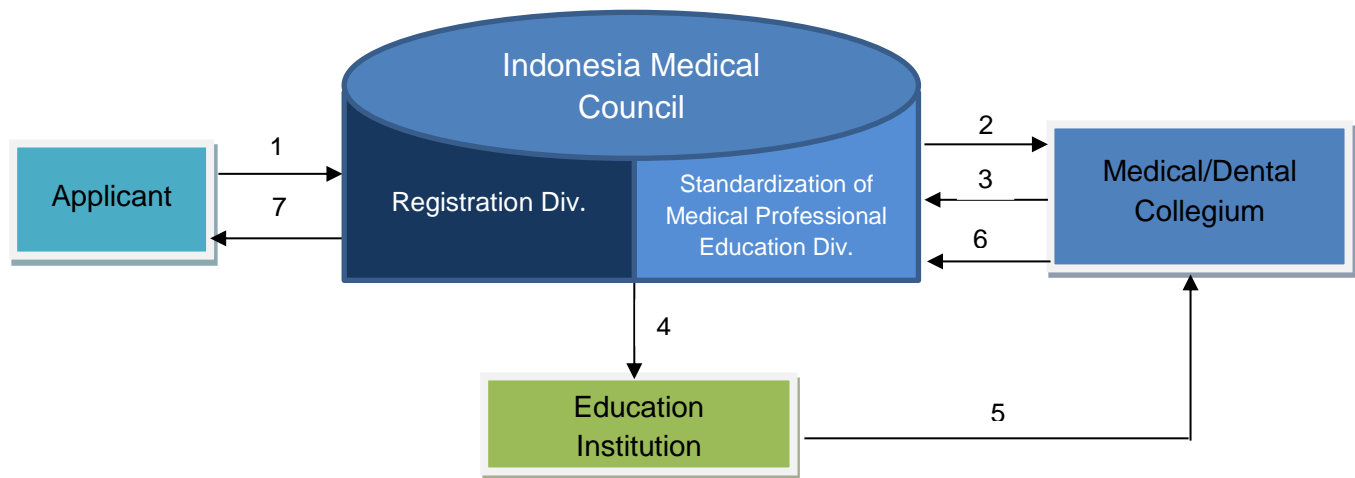 Indonesia Medical
Council
1
2
Applicant
Registration Div.
Standardization of
Medical Professional
Education Div.
Medical/Dental
Collegium
3
7
6
4
Education
Institution
5